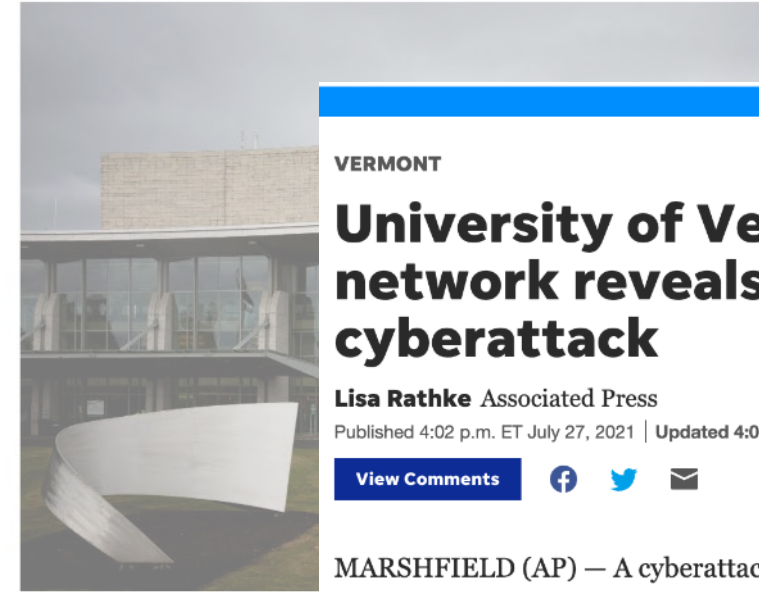 VERMONT
University of Ve
network reveals
cyberattack
Lisa Rathke Associated Press
Published 4:02 p.m. ET July 27, 2021 | Updated 4:0
View Comments
MARSHFIELD (AP) — A cyberattac